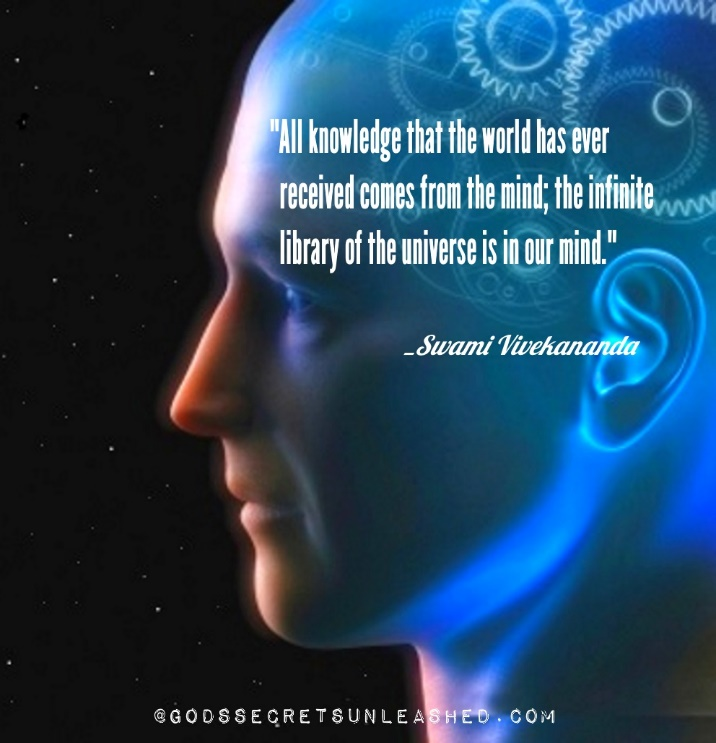 "All knowledge that the world has ever
received comes from the mind; the infinite
library of the universe is in our mind."
_Swami Vivekananda
@GODSSECRETSUNLEASHED.COM